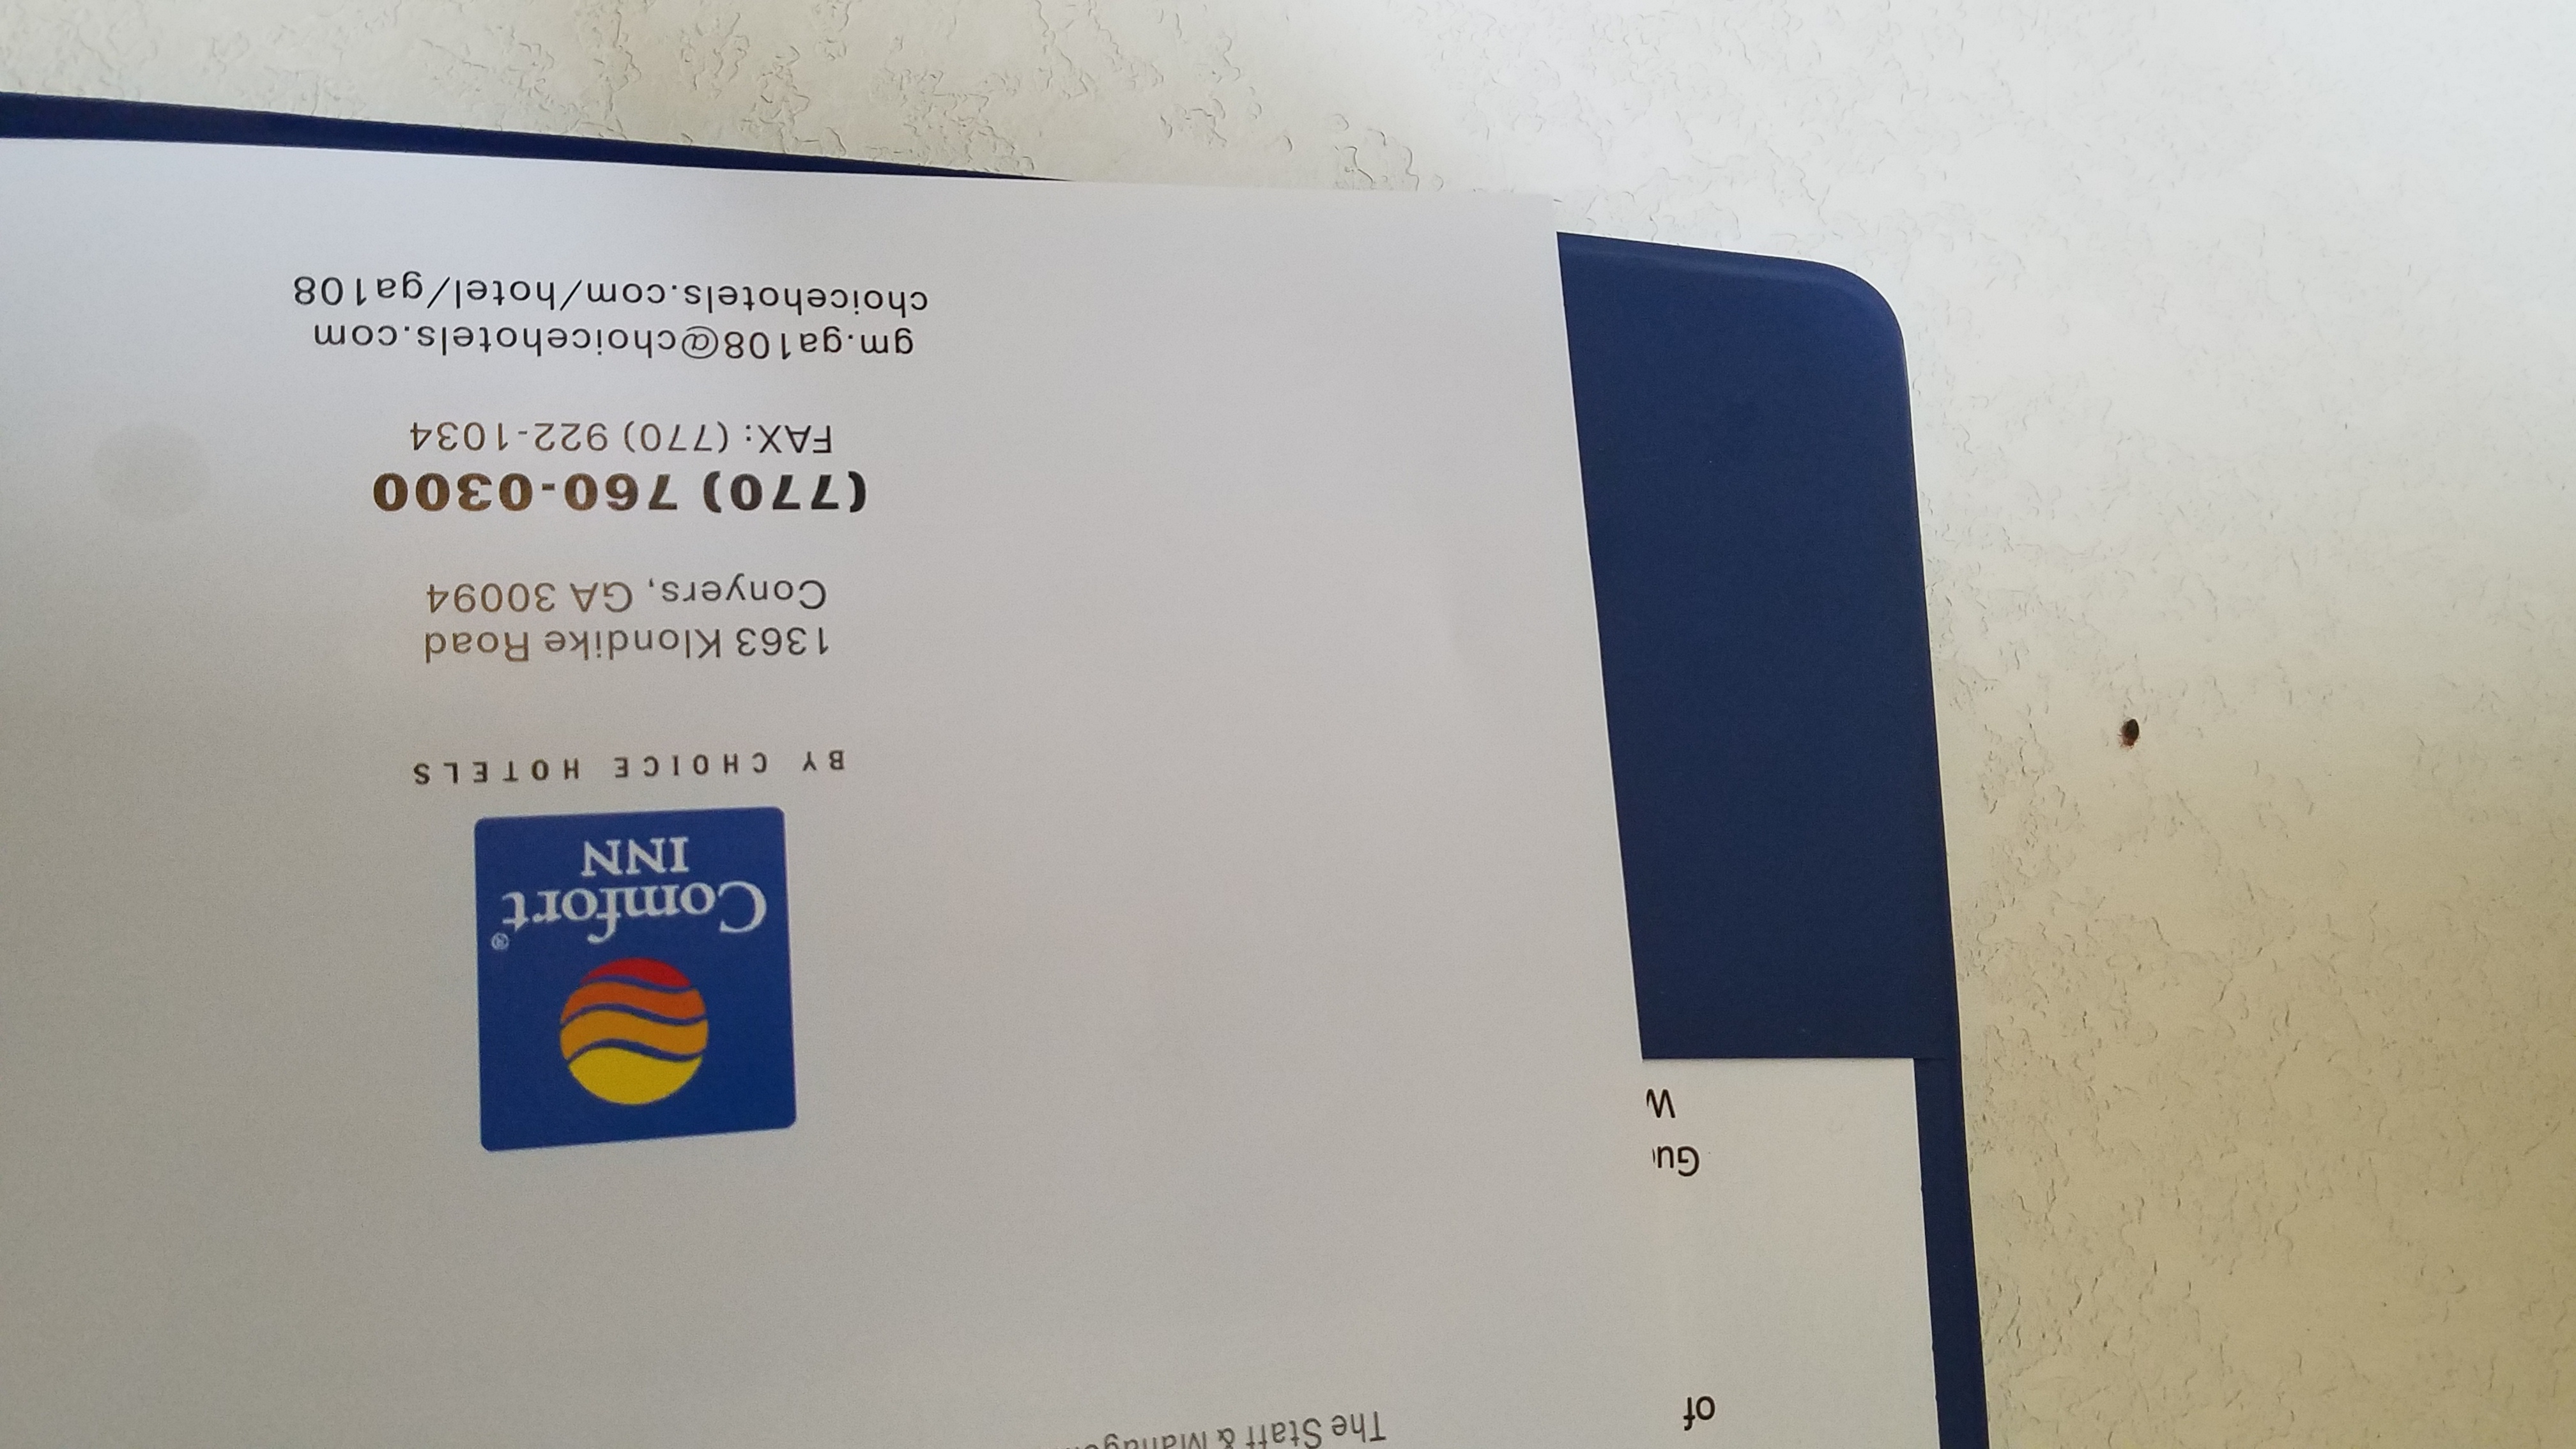 of
The Staff &
Comfort®
INN
BY CHOICE HOTELS
1363 Klondike Road
Conyers, GA 30094
(770) 760-0300
FAX: (770) 922-1034
gm.ga108@choicehotels.com
choicehotels.com/hotel/ga108